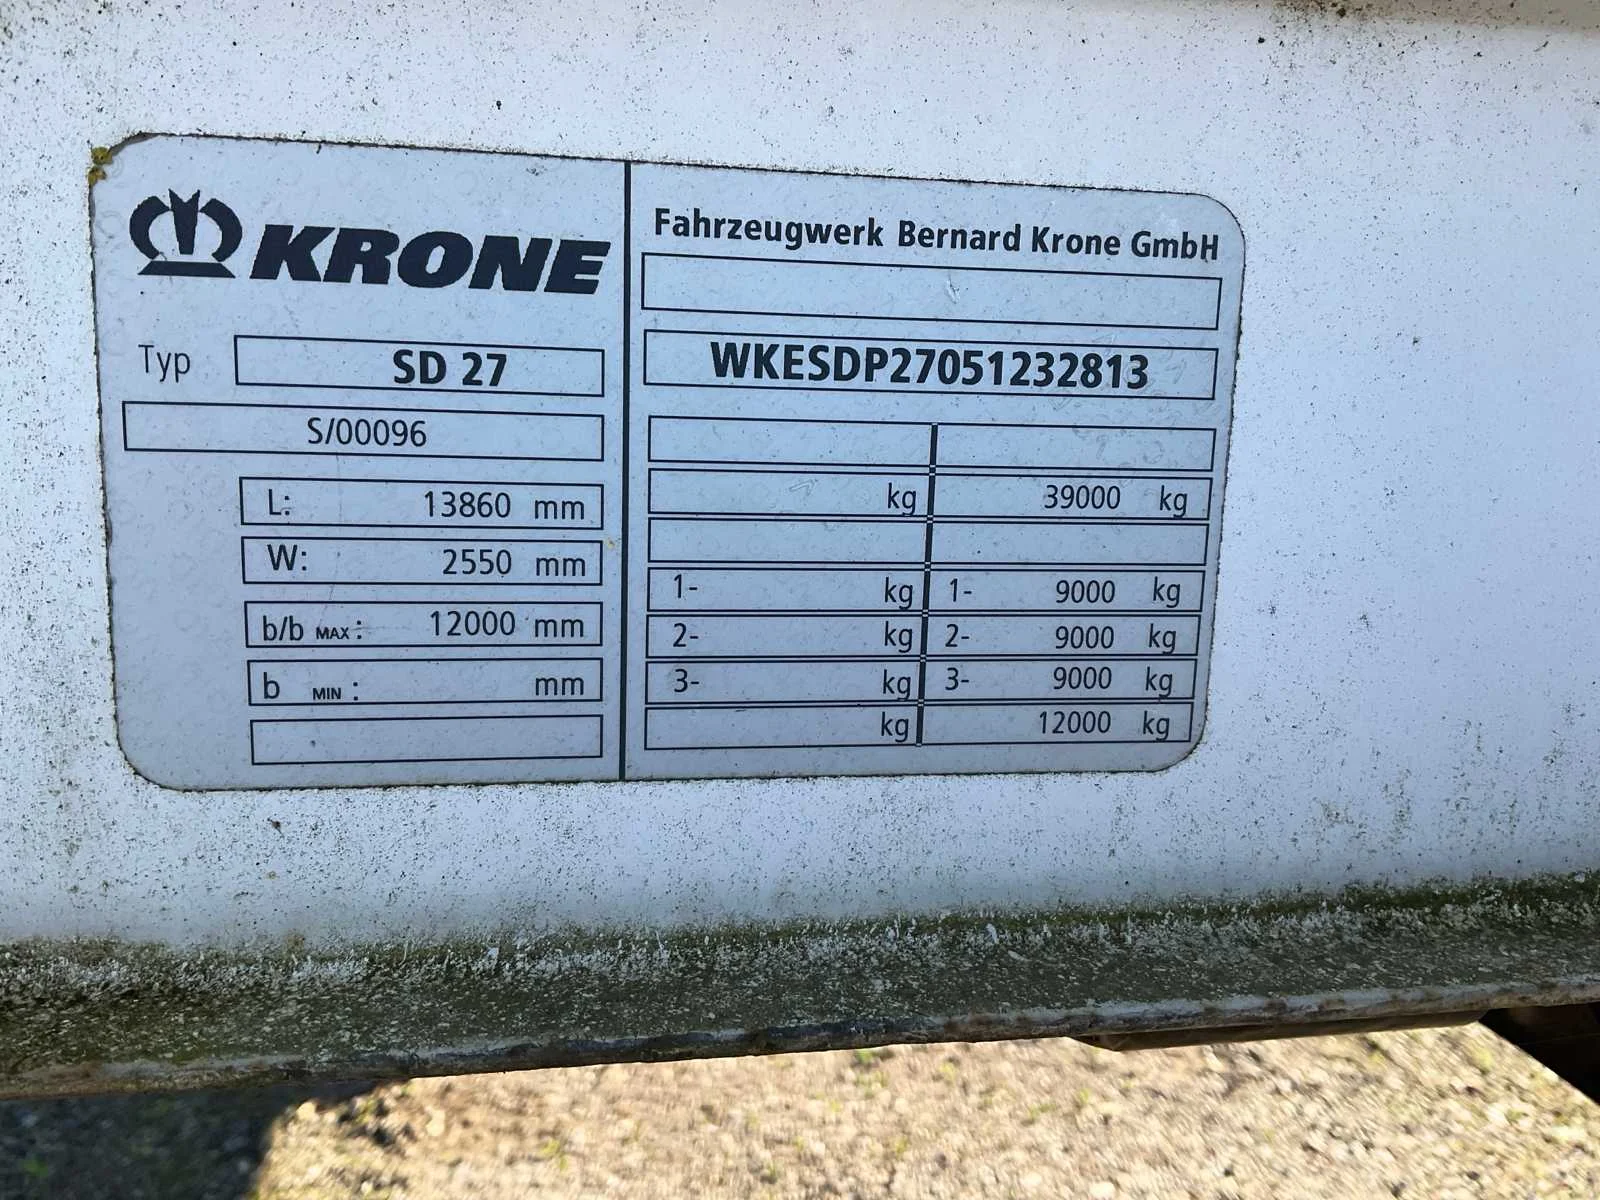 KRONE
Typ SD 27
S/00096
L: 13860 mm
W: 2550 mm
b/b MAX: 12000 mm
b MIN: mm
Fahrzeugwerk Bernard Krone GmbH
WKESDP27051232813
kg 39000 kg
1- kg 1- 9000 kg
2- kg 2- 9000 kg
3- kg 3- 9000 kg
kg 12000 kg